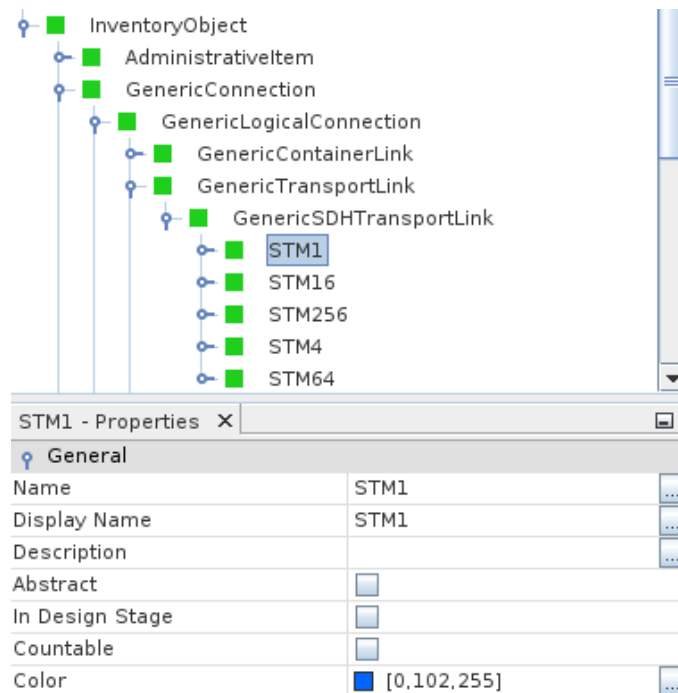 InventoryObject
AdministrativeItem
GenericConnection
GenericLogicalConnection
GenericContainerLink
GenericTransportLink
GenericSDHTransportLink
STM1
STM16
STM256
STM4
STM64
STM1 - Properties X
General
Name STM1 ...
Display Name STM1 ...
Description ...
Abstract
In Design Stage
Countable
Color [0,102,255] ...